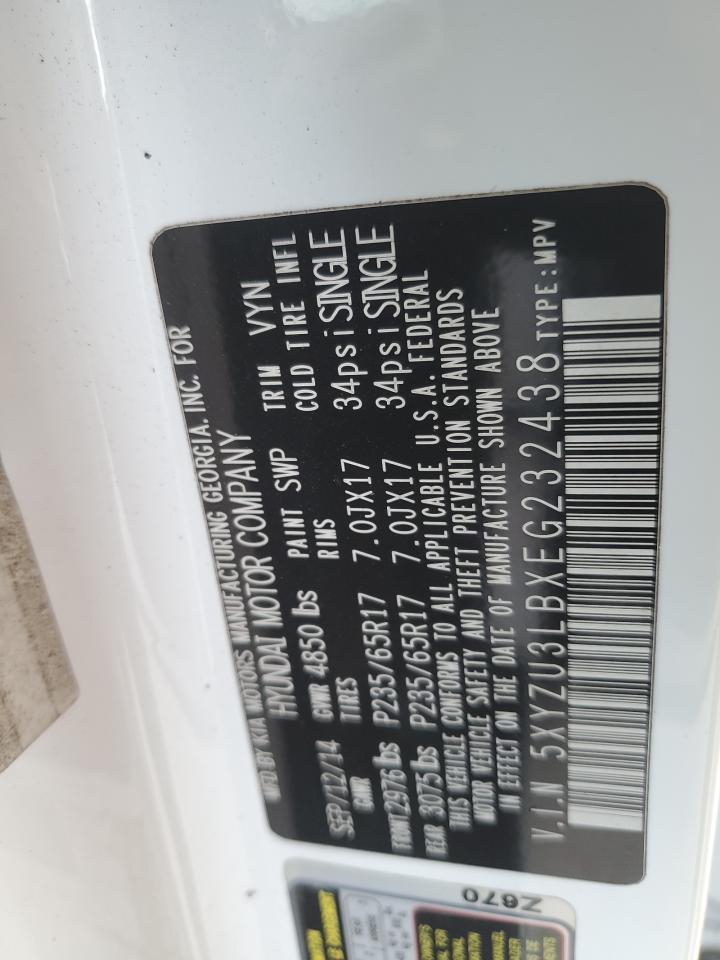 MFD BY KIA MOTORS MANUFACTURING GEORGIA, INC. FOR
HYUNDAI MOTOR COMPANY
SEP/12/14 GVWR 4850 lbs PAINT SWP TRIM VYN
GAWR TIRES RIMS COLD TIRE INFL
FRONT 2976 lbs P235/65R17 7.0JX17 34psi SINGLE
REAR 3075 lbs P235/65R17 7.0JX17 34psi SINGLE
THIS VEHICLE CONFORMS TO ALL APPLICABLE U.S.A. FEDERAL
MOTOR VEHICLE SAFETY AND THEFT PREVENTION STANDARDS
IN EFFECT ON THE DATE OF MANUFACTURE SHOWN ABOVE
V.I.N 5XYZU3LBXEG232438 TYPE:MPV
Z670